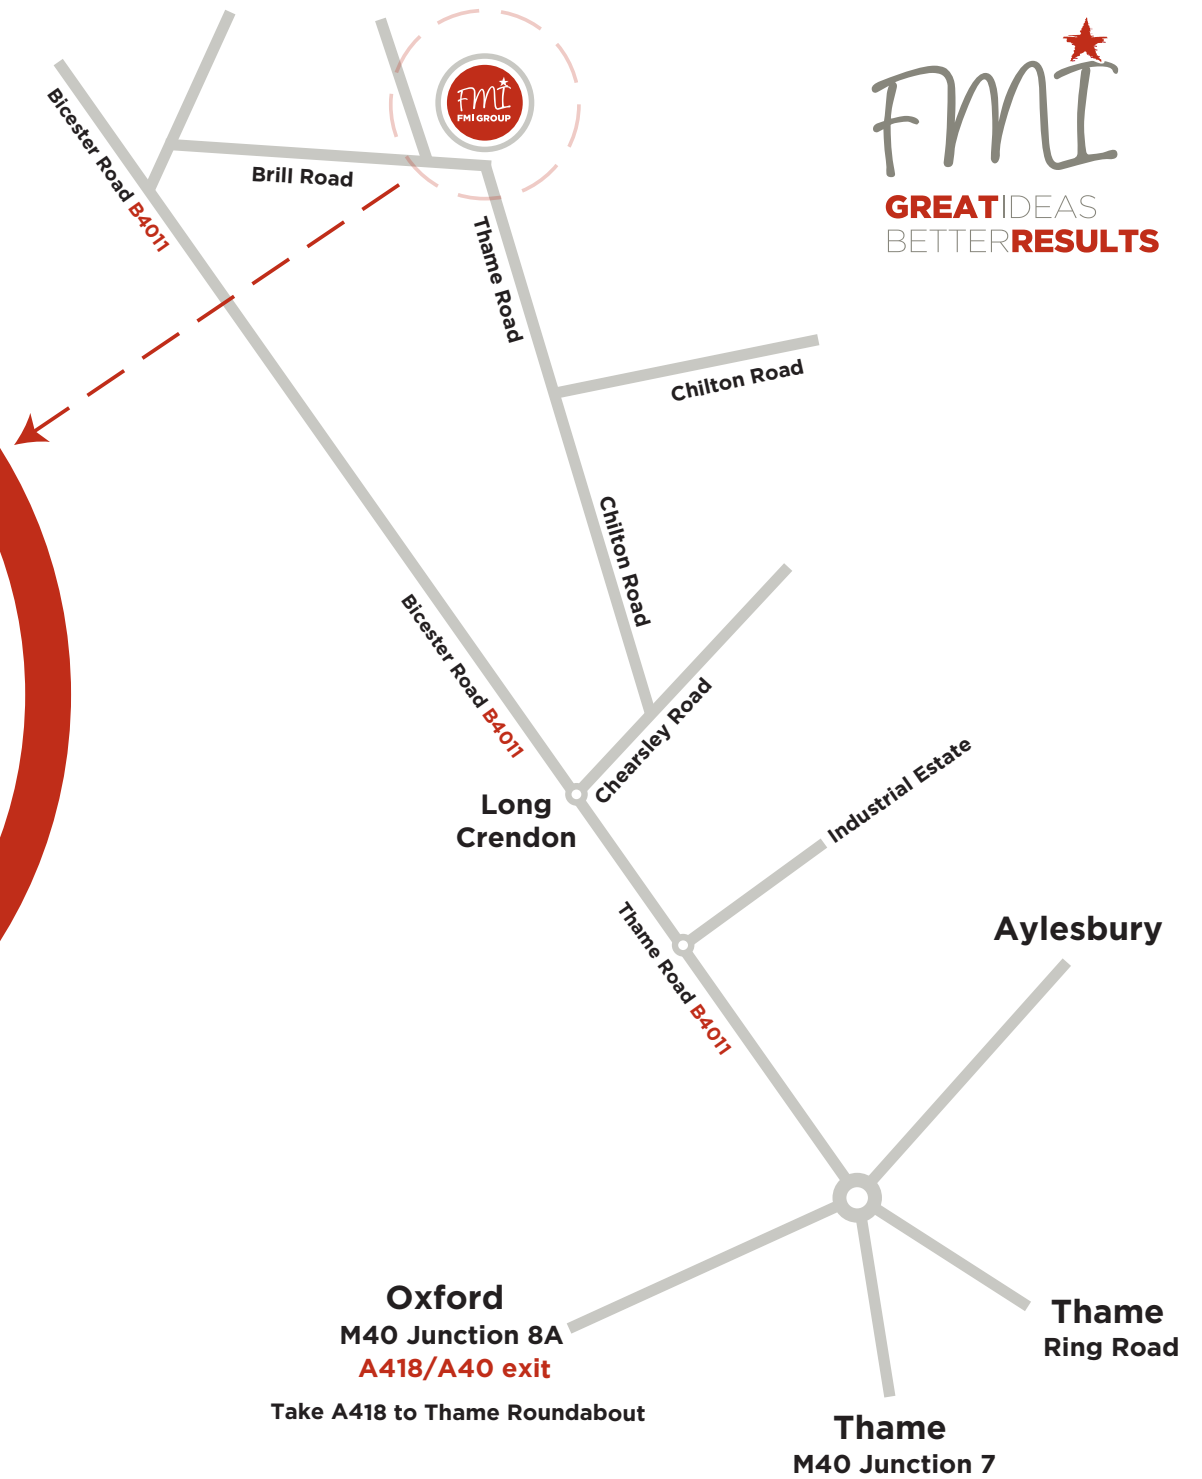 FMI
FMI GROUP
FMI
GREATIDEAS
BETTERRESULTS
Bicester Road B4011
Brill Road
Thame Road
Chilton Road
Chilton Road
Bicester Road B4011
Chearsley Road
Long
Crendon
Industrial Estate
Thame Road B4011
Aylesbury
Oxford
M40 Junction 8A
A418/A40 exit
Take A418 to Thame Roundabout
Thame
Ring Road
Thame
M40 Junction 7